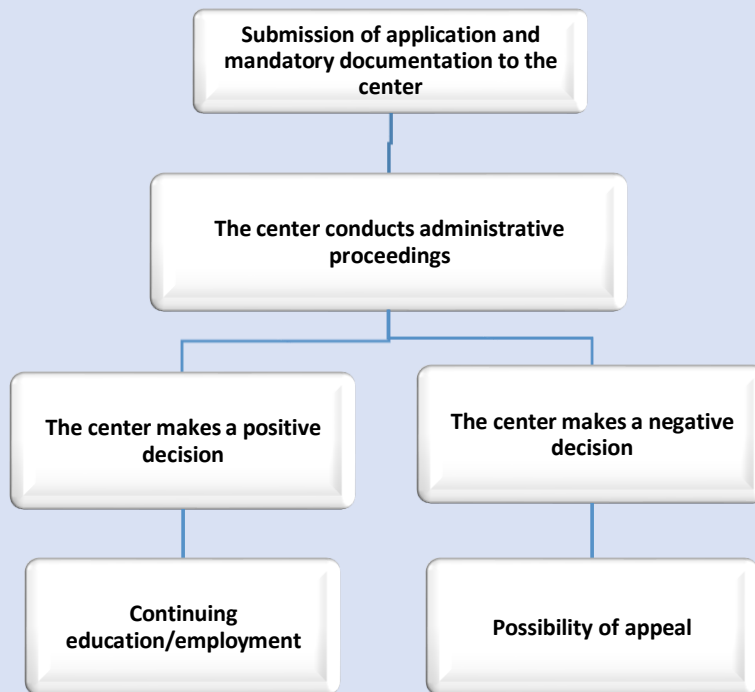 Submission of application and
mandatory documentation to the
center
The center conducts administrative
proceedings
The center makes a positive
decision
The center makes a negative
decision
Continuing
education/employment
Possibility of appeal